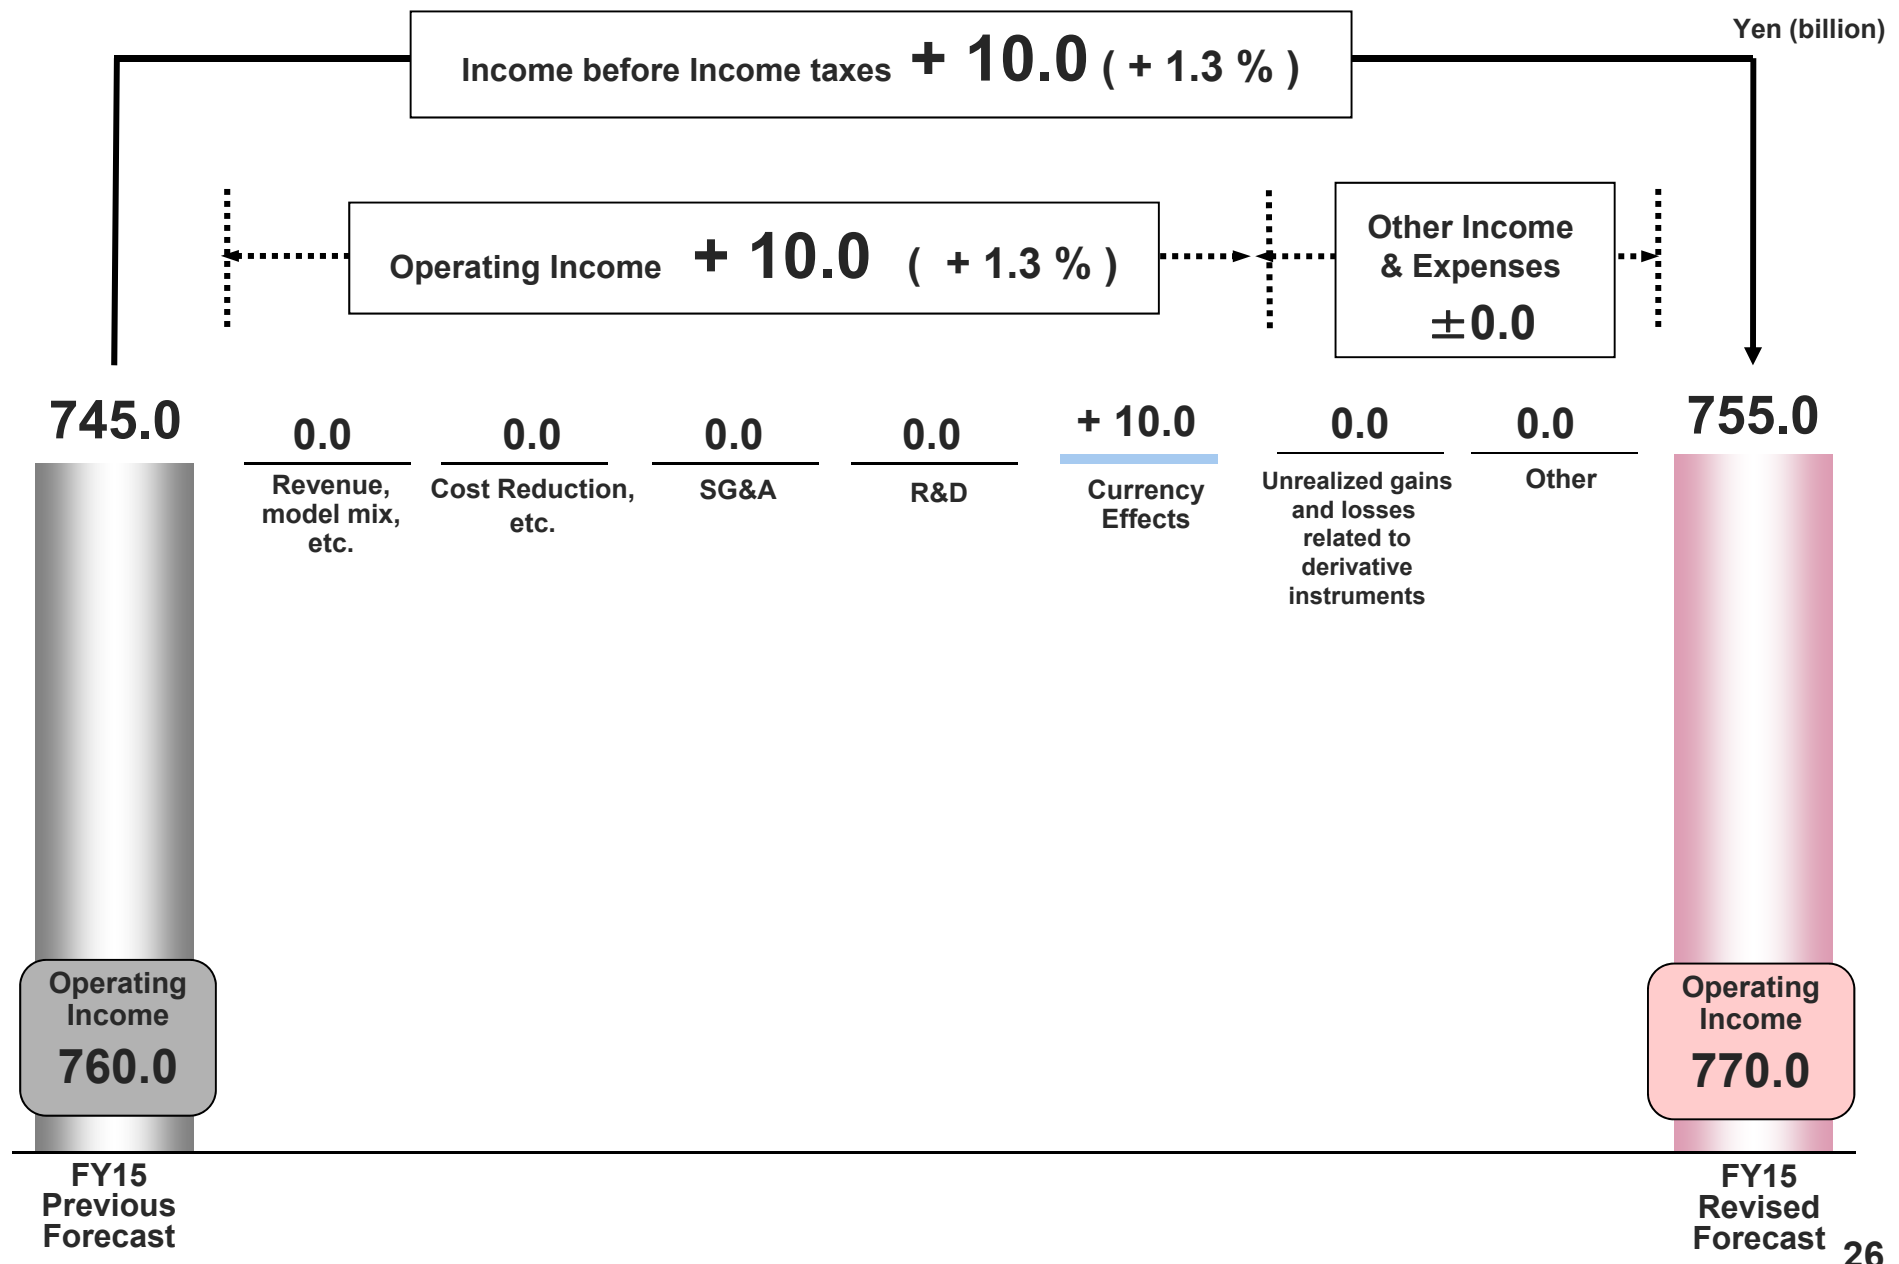 Yen (billion)
Income before Income taxes + 10.0 ( + 1.3 % )
Operating Income + 10.0 ( + 1.3 % )
Other Income
& Expenses
±0.0
745.0
0.0
Revenue,
model mix,
etc.
0.0
Cost Reduction,
etc.
0.0
SG&A
0.0
R&D
+ 10.0
Currency
Effects
0.0
Unrealized gains
and losses
related to
derivative
instruments
0.0
Other
755.0
Operating
Income
760.0
Operating
Income
770.0
FY15
Previous
Forecast
FY15
Revised
Forecast
26